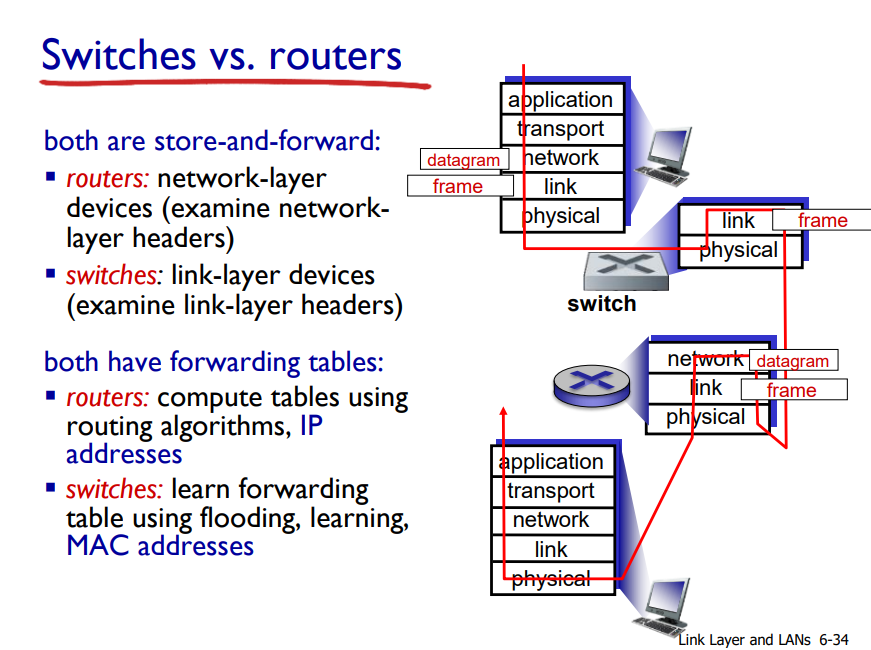 Switches vs. routers
both are store-and-forward:
routers: network-layer
devices (examine network-
layer headers)
switches: link-layer devices
(examine link-layer headers)
both have forwarding tables:
routers: compute tables using
routing algorithms, IP
addresses
switches: learn forwarding
table using flooding, learning,
MAC addresses
application
transport
datagram
network
frame
link
physical
link
frame
physical
switch
network
datagram
link
frame
physical
application
transport
network
link
physical
Link Layer and LANs 6-34